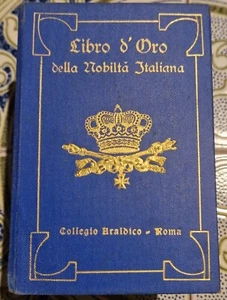 Libro d'Oro
della Nobiltà Italiana
Collegio Araldico - Roma